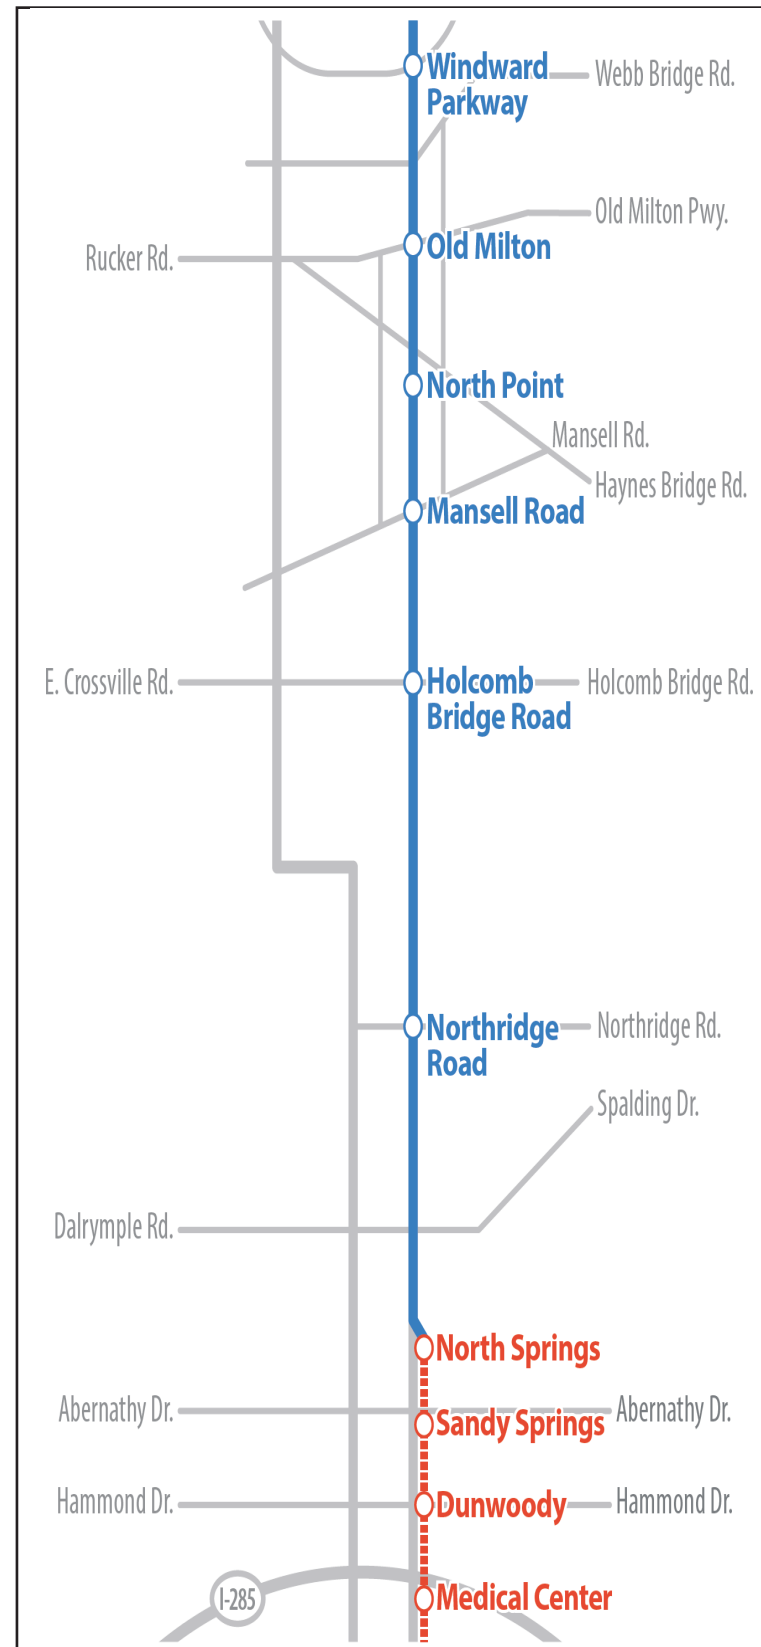 Windward
Parkway
Webb Bridge Rd.
Old Milton Pwy.
Rucker Rd.
Old Milton
North Point
Mansell Rd.
Haynes Bridge Rd.
Mansell Road
E. Crossville Rd.
Holcomb
Bridge Road
Holcomb Bridge Rd.
Northridge
Road
Northridge Rd.
Spalding Dr.
Dalrymple Rd.
North Springs
Abernathy Dr.
Sandy Springs
Abernathy Dr.
Hammond Dr.
Dunwoody
Hammond Dr.
I-285
Medical Center